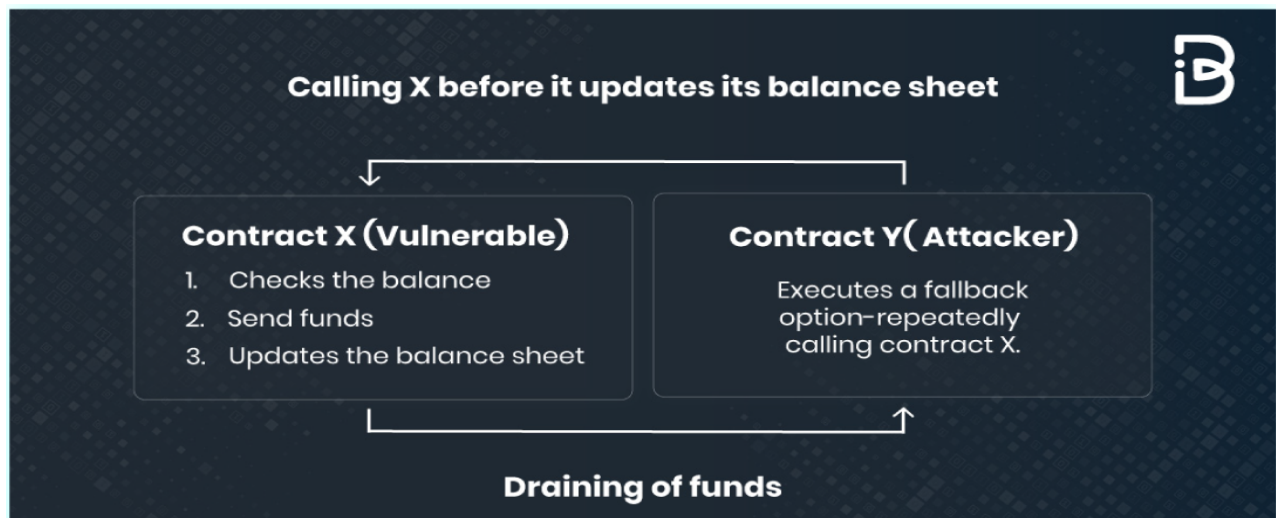 Calling X before it updates its balance sheet
Contract X (Vulnerable)
1. Checks the balance
2. Send funds
3. Updates the balance sheet
Contract Y( Attacker)
Executes a fallback
option-repeatedly
calling contract X.
Draining of funds